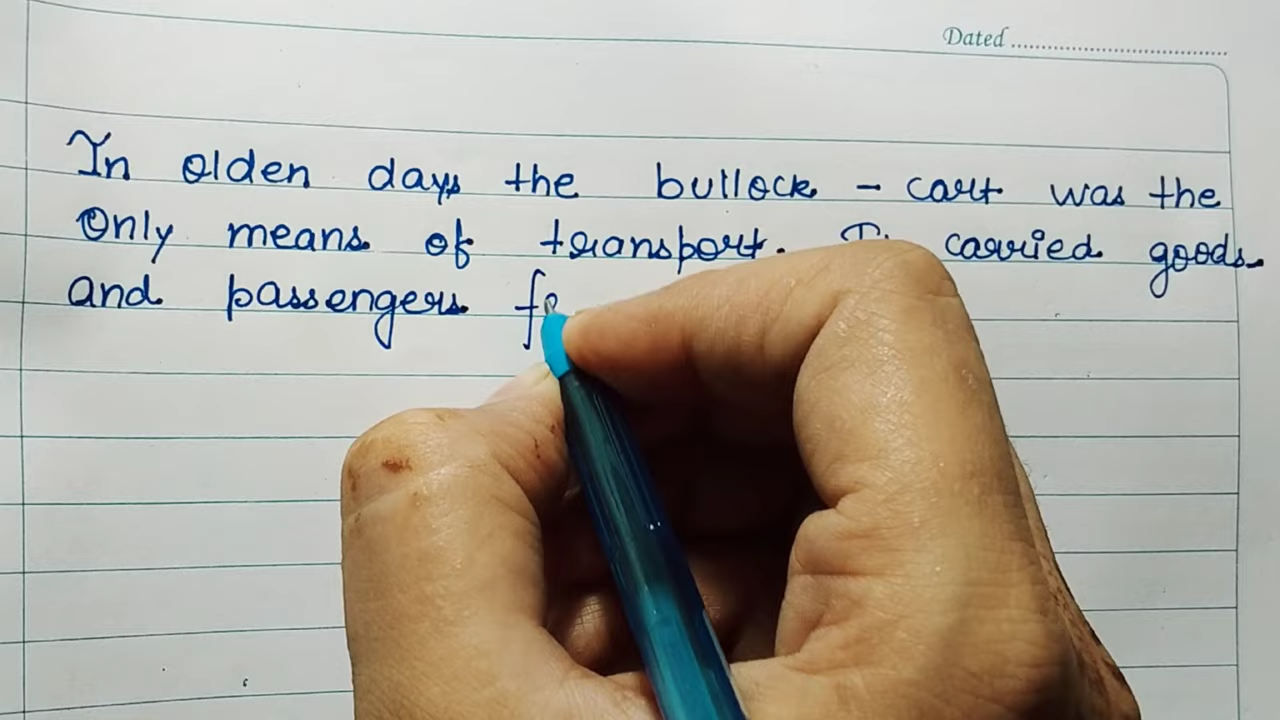 Dated
In olden days the bullock - cart was the
Only means of transport. carried goods
and passengers